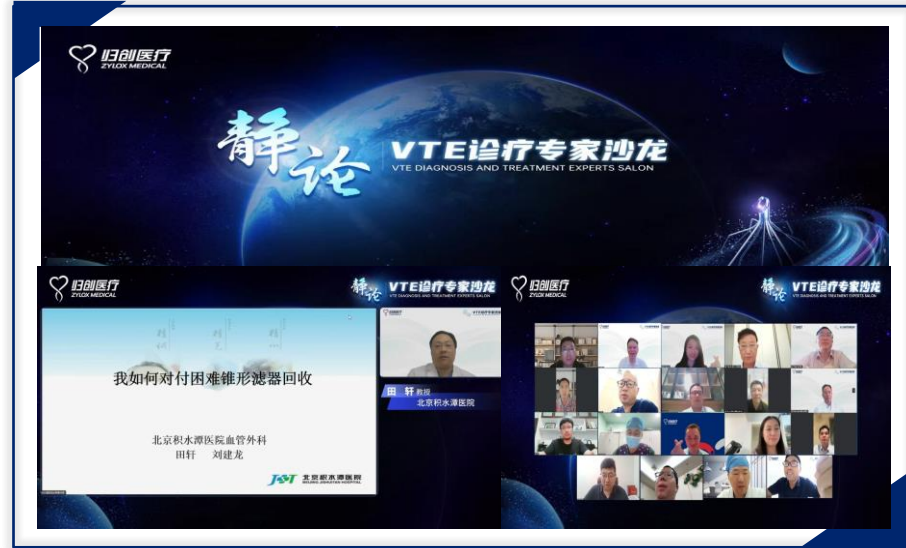 归创医疗
ZYLOX MEDICAL
静论
VTE诊疗专家沙龙
VTE DIAGNOSIS AND TREATMENT EXPERTS SALON
归创医疗
ZYLOX MEDICAL
静论
VTE诊疗专家沙龙
VTE DIAGNOSIS AND TREATMENT EXPERTS SALON
我如何对付困难锥形滤器回收
北京积水潭医院血管外科
田轩 刘建龙
JST 北京积水潭医院
BEIJING JISHUITAN HOSPITAL
田 轩 教授
北京积水潭医院
归创医疗
ZYLOX MEDICAL
静论
VTE诊疗专家沙龙
VTE DIAGNOSIS AND TREATMENT EXPERTS SALON